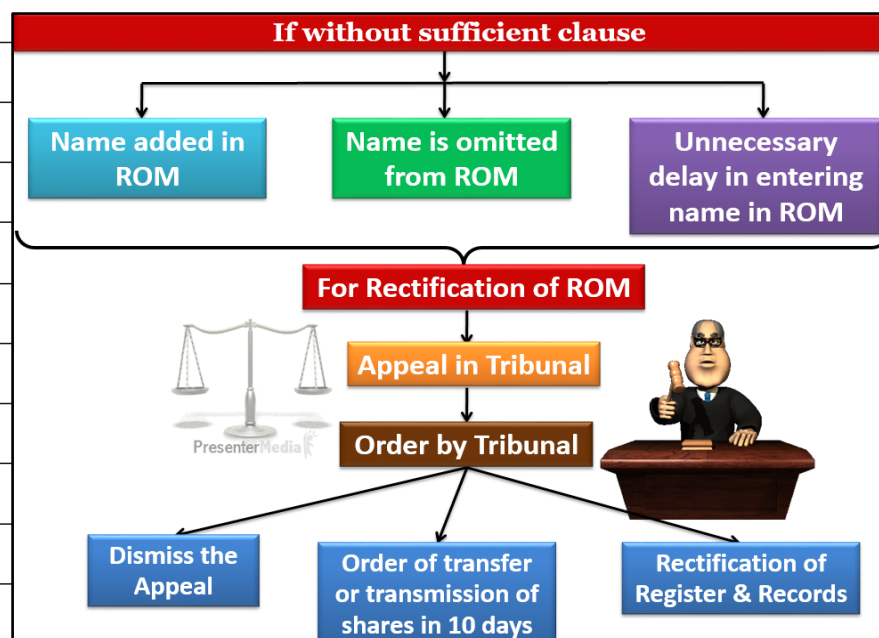 If without sufficient clause
Name added in
ROM
Name is omitted
from ROM
Unnecessary
delay in entering
name in ROM
For Rectification of ROM
Appeal in Tribunal
PresenterMedia
Order by Tribunal
Dismiss the
Appeal
Order of transfer
or transmission of
shares in 10 days
Rectification of
Register & Records